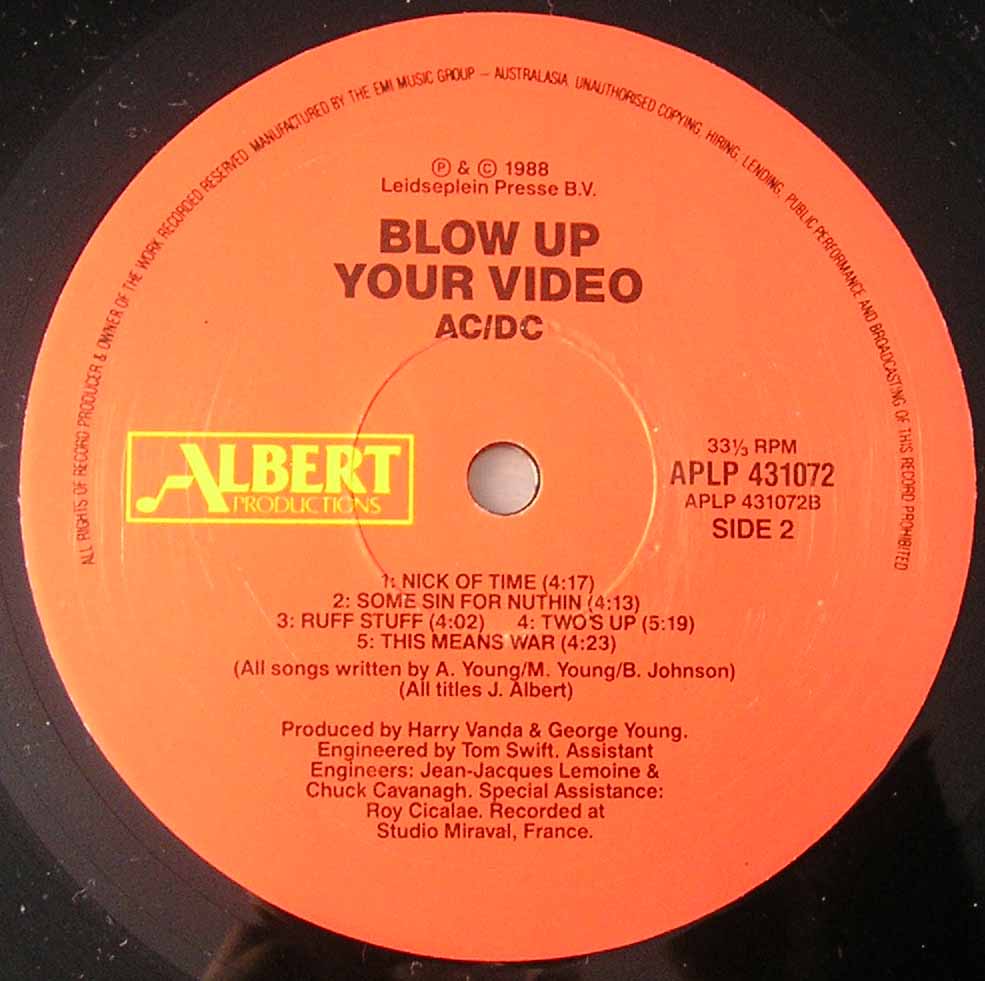 ALL RIGHTS OF RECORD PRODUCER & OWNER OF THE WORK RECORDED RESERVED. MANUFACTURED BY THE EMI MUSIC GROUP – AUSTRALASIA. UNAUTHORISED COPYING, HIRING, LENDING, PUBLIC PERFORMANCE AND BROADCASTING OF THIS RECORD PROHIBITED
Ⓟ & © 1988
Leidseplein Presse B.V.
BLOW UP
YOUR VIDEO
AC/DC
ALBERT
PRODUCTIONS
33⅓ RPM
APLP 431072
APLP 431072B
SIDE 2
1: NICK OF TIME (4:17)
2: SOME SIN FOR NUTHIN (4:13)
3: RUFF STUFF (4:02) 4: TWO'S UP (5:19)
5: THIS MEANS WAR (4:23)
(All songs written by A. Young/M. Young/B. Johnson)
(All titles J. Albert)
Produced by Harry Vanda & George Young.
Engineered by Tom Swift. Assistant
Engineers: Jean-Jacques Lemoine &
Chuck Cavanagh. Special Assistance:
Roy Cicalae. Recorded at
Studio Miraval, France.